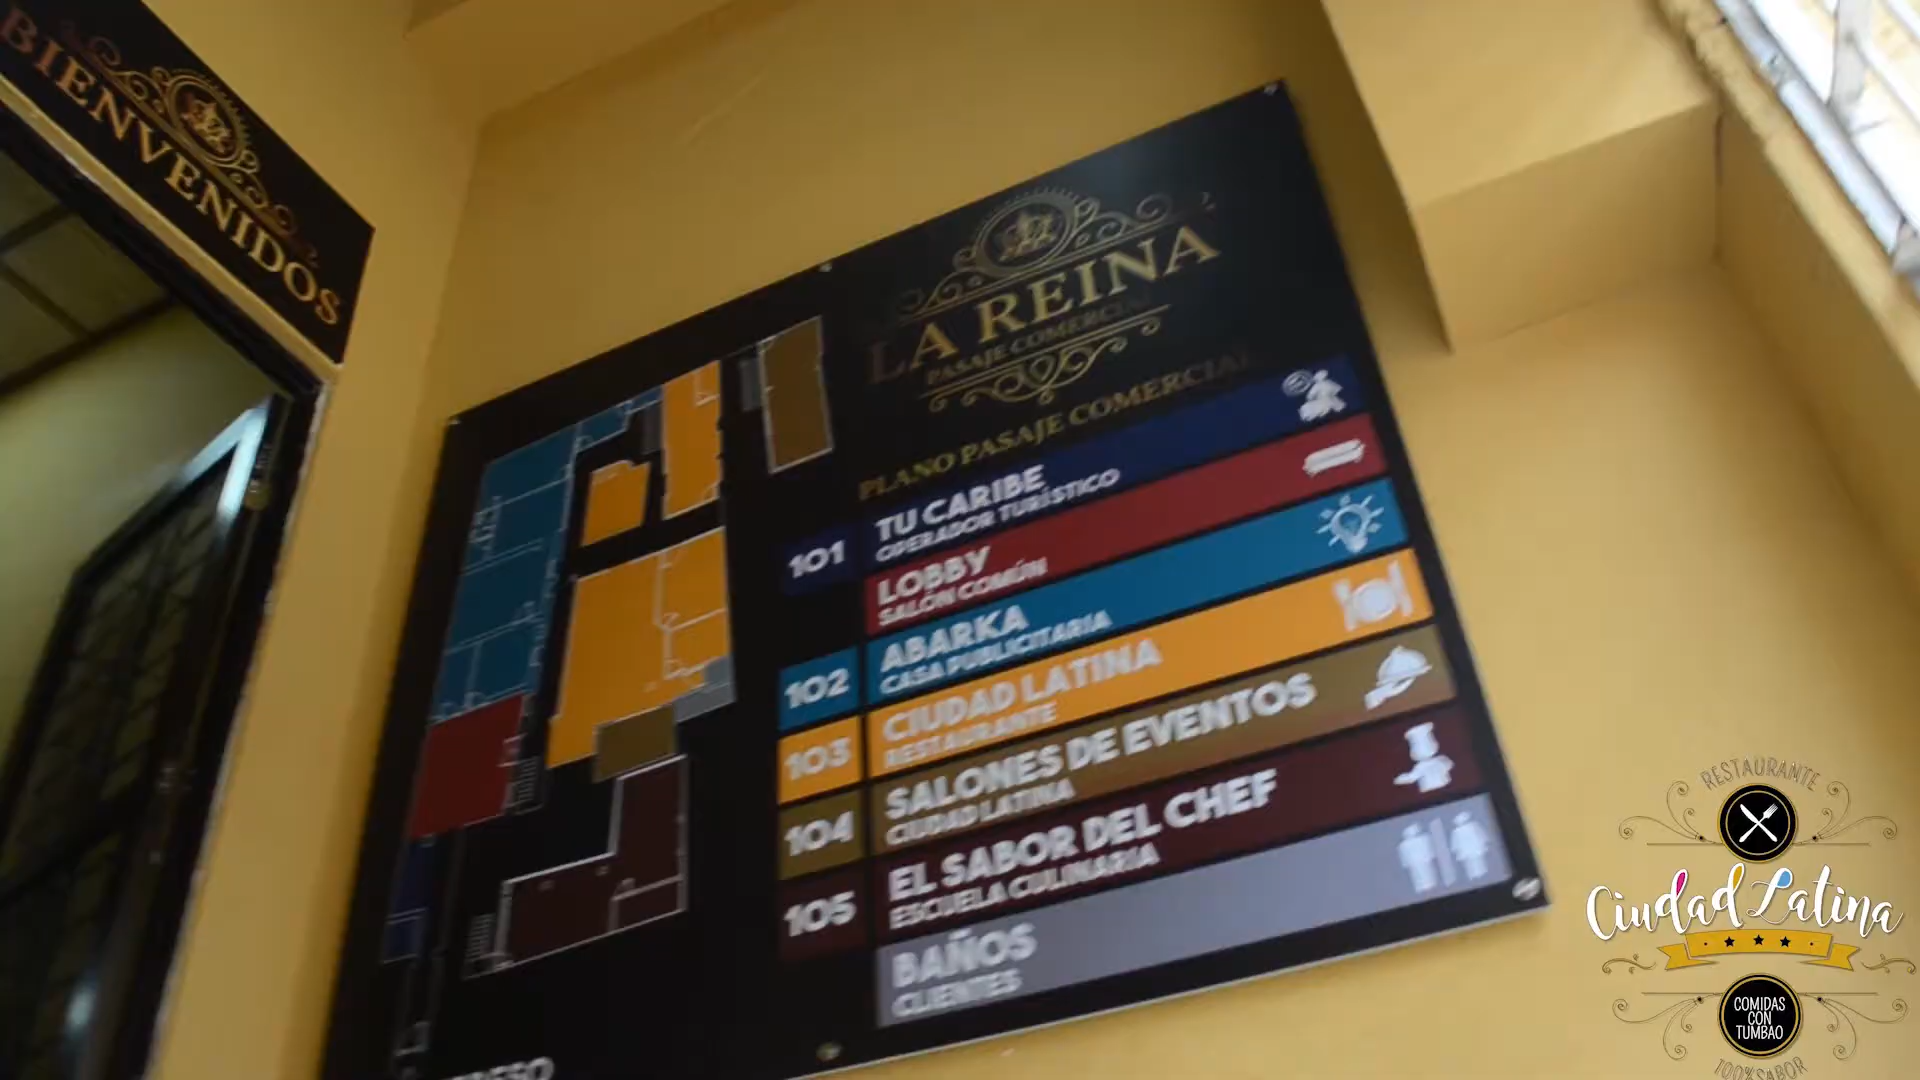 BIENVENIDOS
LA REINA
PASAJE COMERCIAL
PLANO PASAJE COMERCIAL
101
TU CARIBE
OPERADOR TURÍSTICO
LOBBY
SALÓN COMÚN
102
ABARKA
CASA PUBLICITARIA
103
CIUDAD LATINA
RESTAURANTE
104
SALONES DE EVENTOS
CIUDAD LATINA
105
EL SABOR DEL CHEF
ESCUELA CULINARIA
BAÑOS
CLIENTES
RESTAURANTE
Ciudad Latina
COMIDAS
CON
TUMBAO
100% SABOR